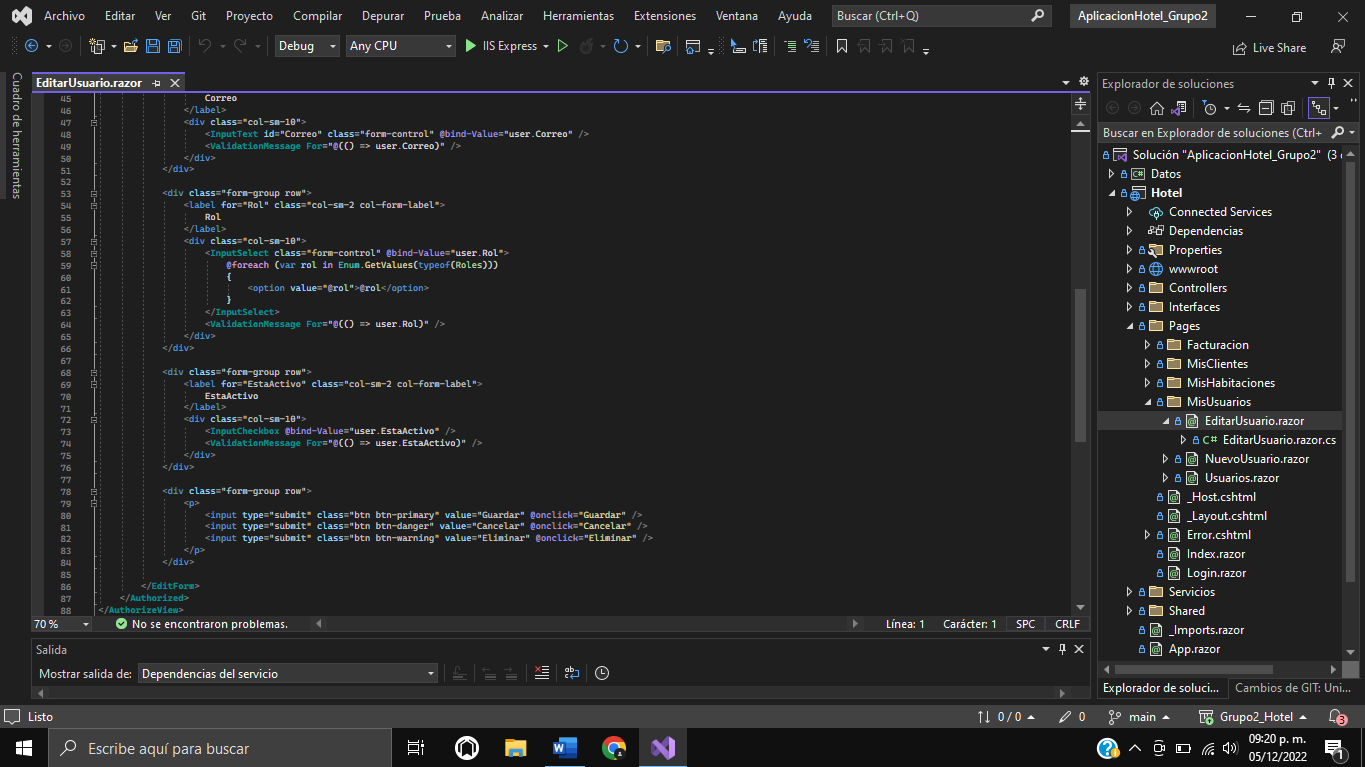 Archivo Editar Ver Git Proyecto Compilar Depurar Prueba Analizar Herramientas Extensiones Ventana Ayuda Buscar (Ctrl+Q) AplicacionHotel_Grupo2
Debug Any CPU IIS Express Live Share
Cuadro de herramientas
EditarUsuario.razor
45 Correo
46 </label>
47 <div class="col-sm-10">
48 <InputText id="Correo" class="form-control" @bind-Value="user.Correo" />
49 <ValidationMessage For="@(() => user.Correo)" />
50 </div>
51 </div>
52
53 <div class="form-group row">
54 <label for="Rol" class="col-sm-2 col-form-label">
55 Rol
56 </label>
57 <div class="col-sm-10">
58 <InputSelect class="form-control" @bind-Value="user.Rol">
59 @foreach (var rol in Enum.GetValues(typeof(Roles)))
60 {
61 <option value="@rol">@rol</option>
62 }
63 </InputSelect>
64 <ValidationMessage For="@(() => user.Rol)" />
65 </div>
66 </div>
67
68 <div class="form-group row">
69 <label for="EstaActivo" class="col-sm-2 col-form-label">
70 EstaActivo
71 </label>
72 <div class="col-sm-10">
73 <InputCheckbox @bind-Value="user.EstaActivo" />
74 <ValidationMessage For="@(() => user.EstaActivo)" />
75 </div>
76 </div>
77
78 <div class="form-group row">
79 <p>
80 <input type="submit" class="btn btn-primary" value="Guardar" @onclick="Guardar" />
81 <input type="submit" class="btn btn-danger" value="Cancelar" @onclick="Cancelar" />
82 <input type="submit" class="btn btn-warning" value="Eliminar" @onclick="Eliminar" />
83 </p>
84 </div>
85
86 </EditForm>
87 </Authorized>
88 </AuthorizeView>
70 % No se encontraron problemas. Línea: 1 Carácter: 1 SPC CRLF
Salida
Mostrar salida de: Dependencias del servicio
Explorador de soluciones
Buscar en Explorador de soluciones (Ctrl+
Solución "AplicacionHotel_Grupo2" (3
C# Datos
Hotel
Connected Services
Dependencias
Properties
wwwroot
Controllers
Interfaces
Pages
Facturacion
MisClientes
MisHabitaciones
MisUsuarios
EditarUsuario.razor
C# EditarUsuario.razor.cs
NuevoUsuario.razor
Usuarios.razor
_Host.cshtml
_Layout.cshtml
Error.cshtml
Index.razor
Login.razor
Servicios
Shared
_Imports.razor
App.razor
Explorador de soluci... Cambios de GIT: Uni...
Listo 0 / 0 0 main Grupo2_Hotel 3
Escribe aquí para buscar
09:20 p. m.
05/12/2022
1